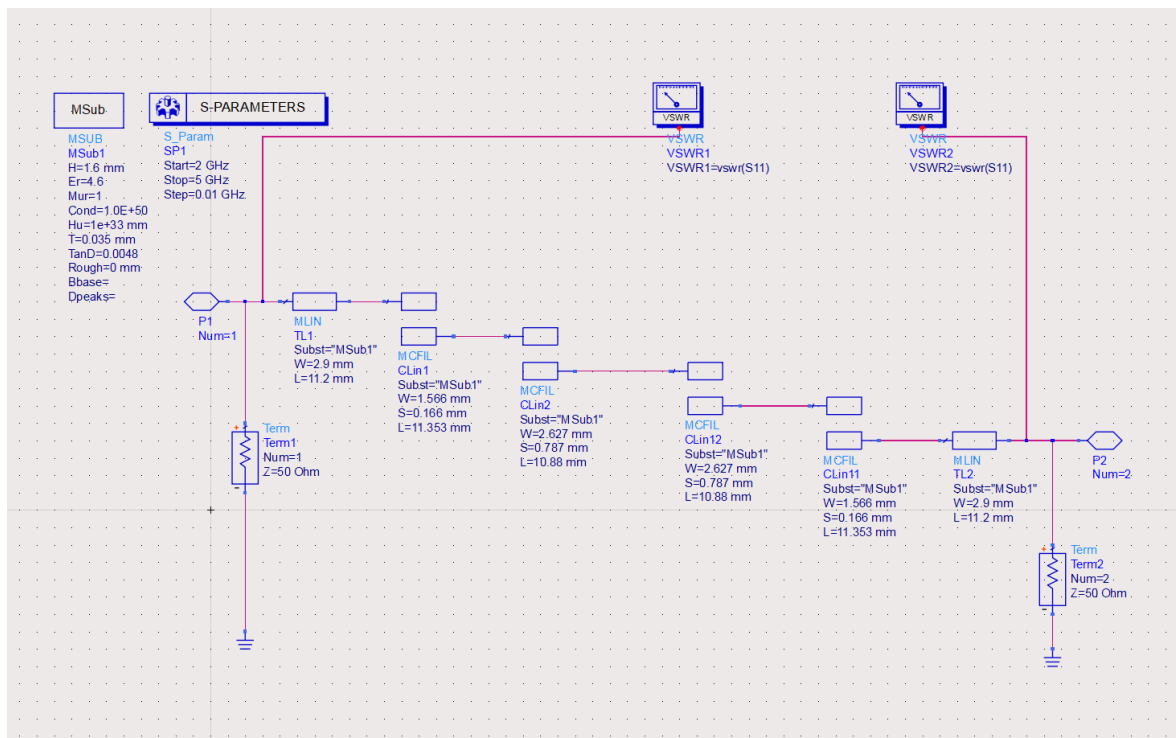 MSub
MSUB
MSub1
H=1.6 mm
Er=4.6
Mur=1
Cond=1.0E+50
Hu=1e+33 mm
T=0.035 mm
TanD=0.0048
Rough=0 mm
Bbase=
Dpeaks=
S-PARAMETERS
S_Param
SP1
Start=2 GHz
Stop=5 GHz
Step=0.01 GHz
VSWR
VSWR
VSWR1
VSWR1=vswr(S11)
VSWR
VSWR
VSWR2
VSWR2=vswr(S11)
P1
Num=1
MLIN
TL1
Subst="MSub1"
W=2.9 mm
L=11.2 mm
MCFIL
CLin1
Subst="MSub1"
W=1.566 mm
S=0.166 mm
L=11.353 mm
MCFIL
CLin2
Subst="MSub1"
W=2.627 mm
S=0.787 mm
L=10.88 mm
MCFIL
CLin12
Subst="MSub1"
W=2.627 mm
S=0.787 mm
L=10.88 mm
MCFIL
CLin11
Subst="MSub1"
W=1.566 mm
S=0.166 mm
L=11.353 mm
MLIN
TL2
Subst="MSub1"
W=2.9 mm
L=11.2 mm
P2
Num=2
+
Term
Term1
Num=1
Z=50 Ohm
-
+
Term
Term2
Num=2
Z=50 Ohm
-